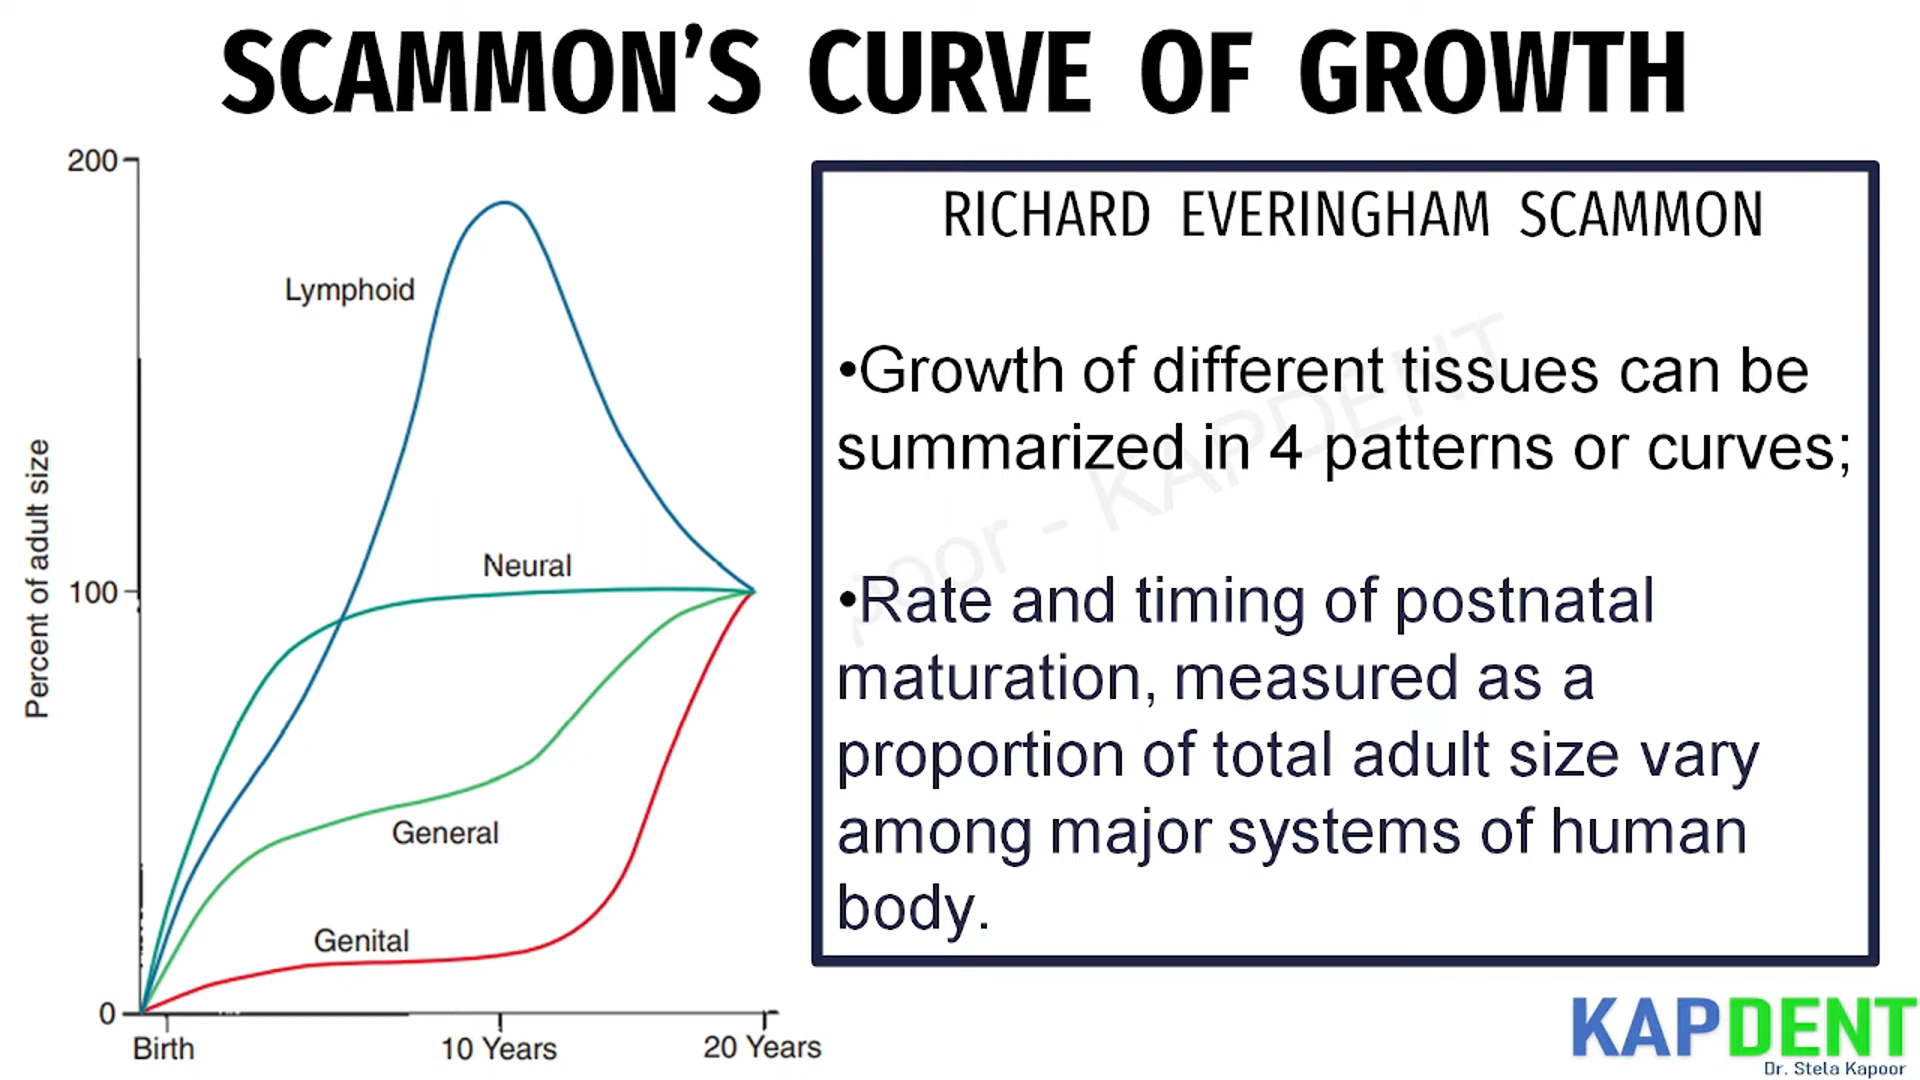 SCAMMON'S CURVE OF GROWTH
200
100
0
Percent of adult size
Lymphoid
Neural
General
Genital
Birth
10 Years
20 Years
RICHARD EVERINGHAM SCAMMON
•Growth of different tissues can be
summarized in 4 patterns or curves;
•Rate and timing of postnatal
maturation, measured as a
proportion of total adult size vary
among major systems of human
body.
- KAPDENT
KAPDENT
Dr. Stela Kapoor